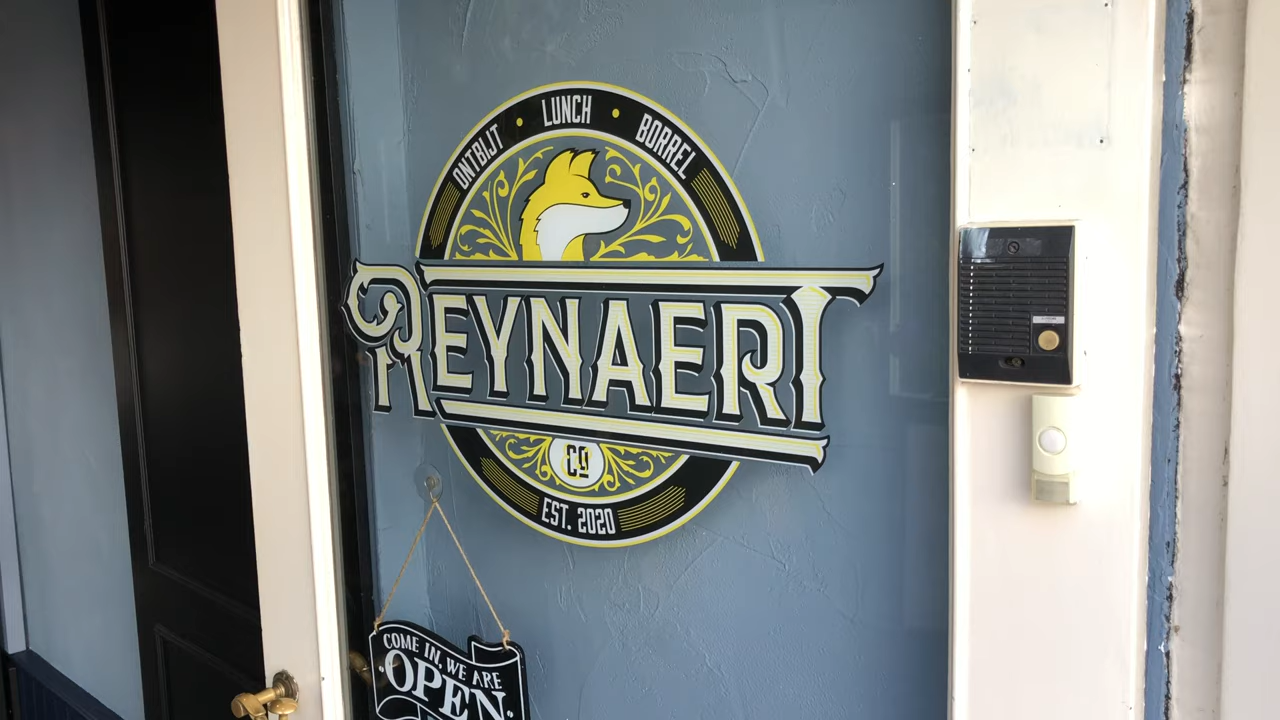 ONTBIJT • LUNCH • BORREL
REYNAERT
CO
EST. 2020
COME IN, WE ARE
OPEN